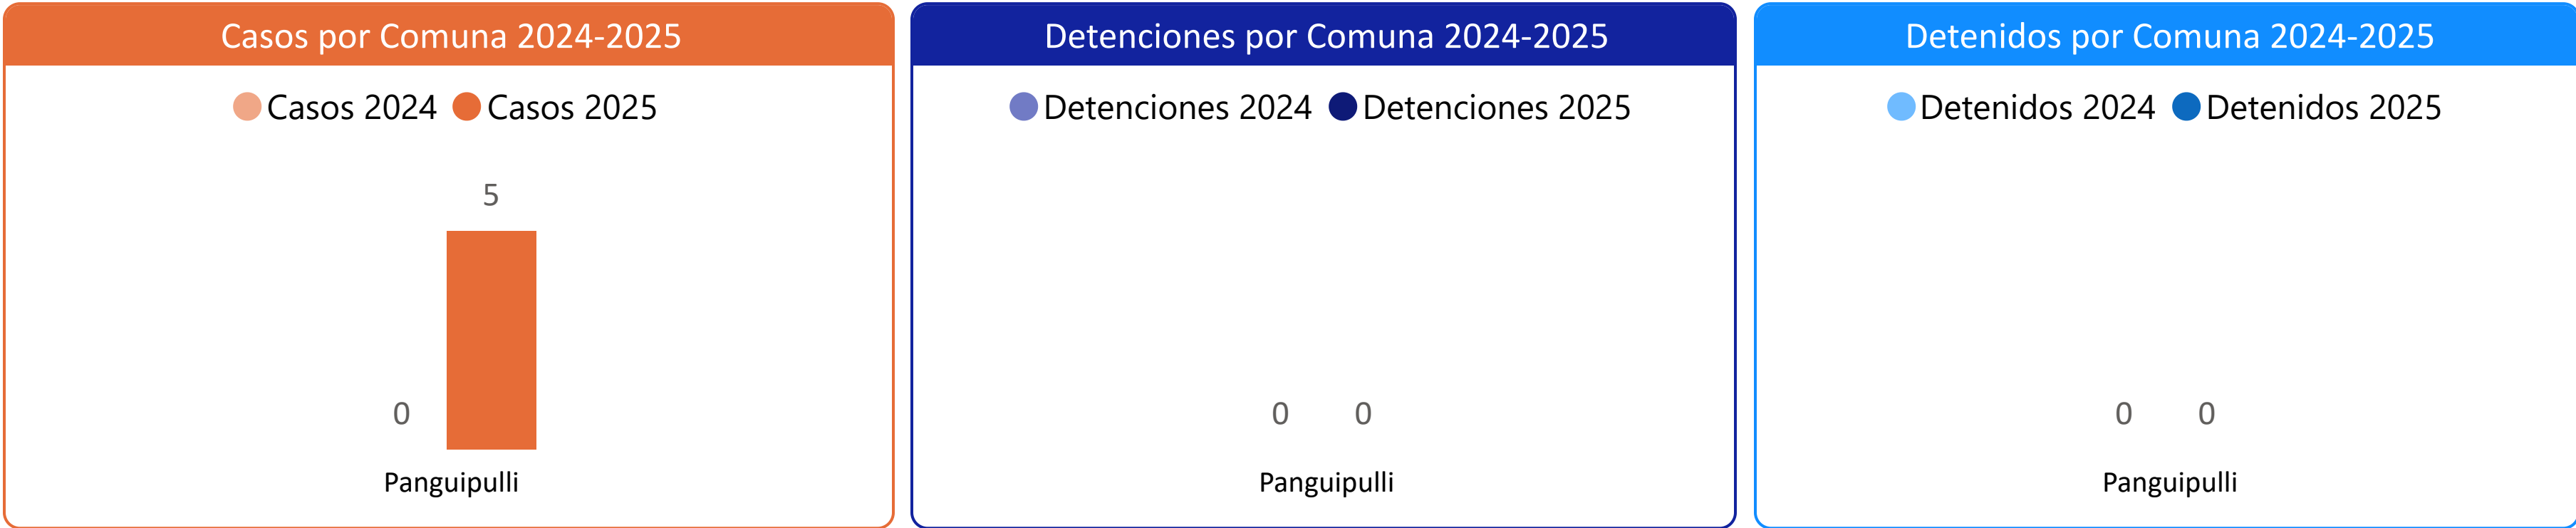 Casos por Comuna 2024-2025
Casos 2024 Casos 2025
5
0
Panguipulli
Detenciones por Comuna 2024-2025
Detenciones 2024 Detenciones 2025
0 0
Panguipulli
Detenidos por Comuna 2024-2025
Detenidos 2024 Detenidos 2025
0 0
Panguipulli